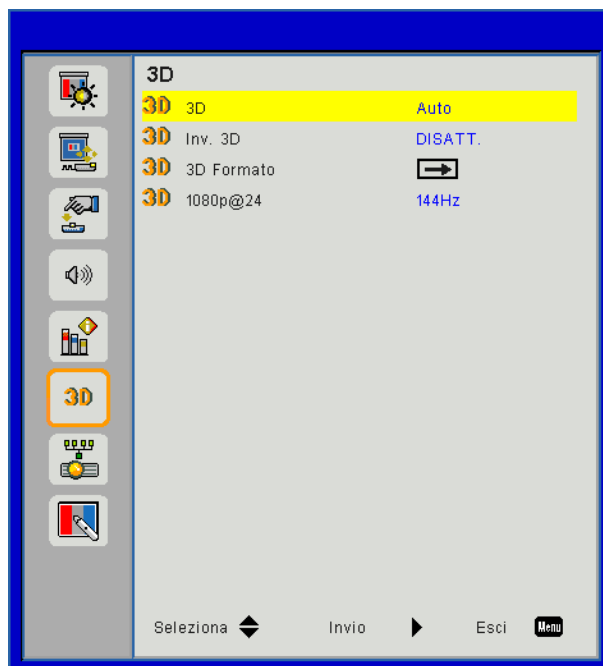 3D
3D 3D Auto
3D Inv. 3D DISATT.
3D 3D Formato
3D 1080p@24 144Hz
3D
Seleziona Invio Esci Menu